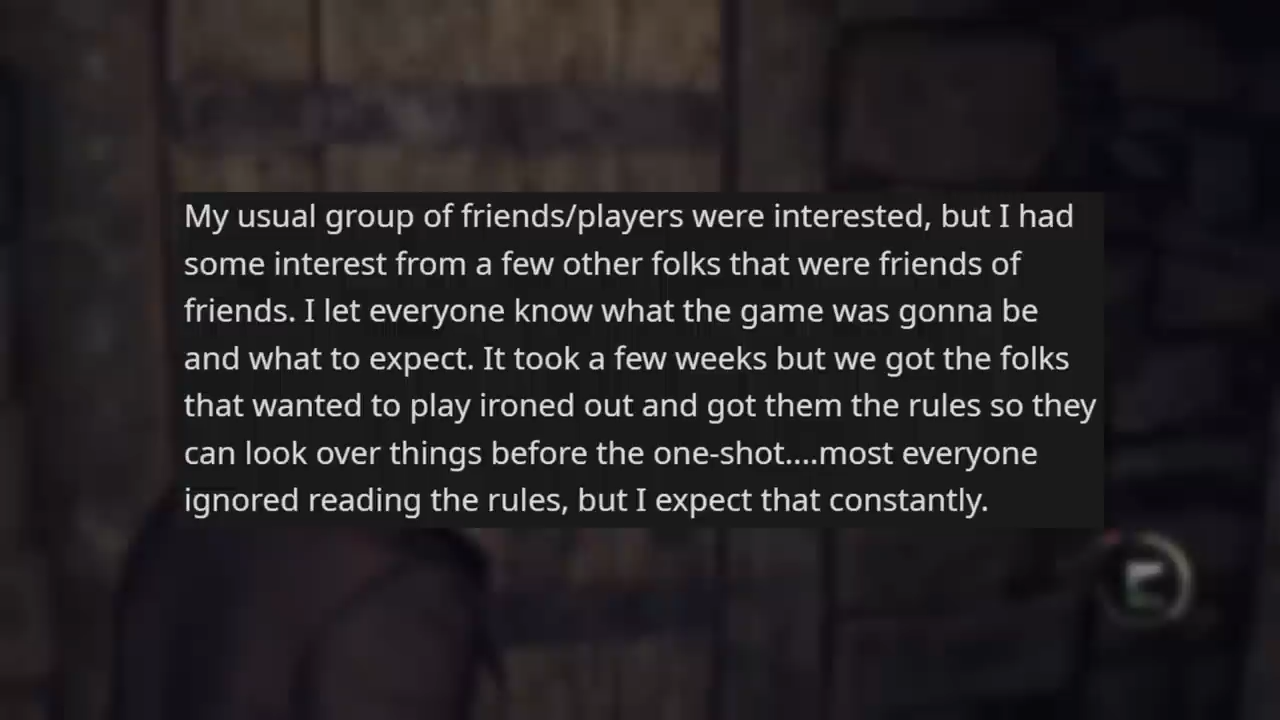 My usual group of friends/players were interested, but I had
some interest from a few other folks that were friends of
friends. I let everyone know what the game was gonna be
and what to expect. It took a few weeks but we got the folks
that wanted to play ironed out and got them the rules so they
can look over things before the one-shot....most everyone
ignored reading the rules, but I expect that constantly.